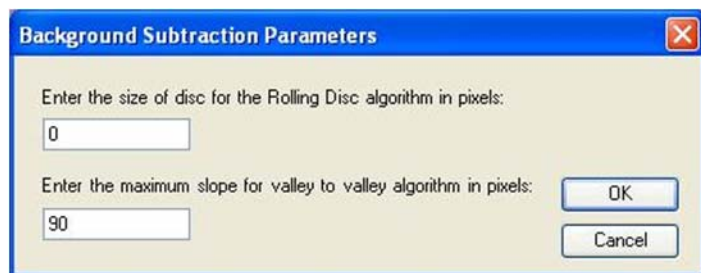 Background Subtraction Parameters
Enter the size of disc for the Rolling Disc algorithm in pixels:
0
Enter the maximum slope for valley to valley algorithm in pixels:
90
OK
Cancel